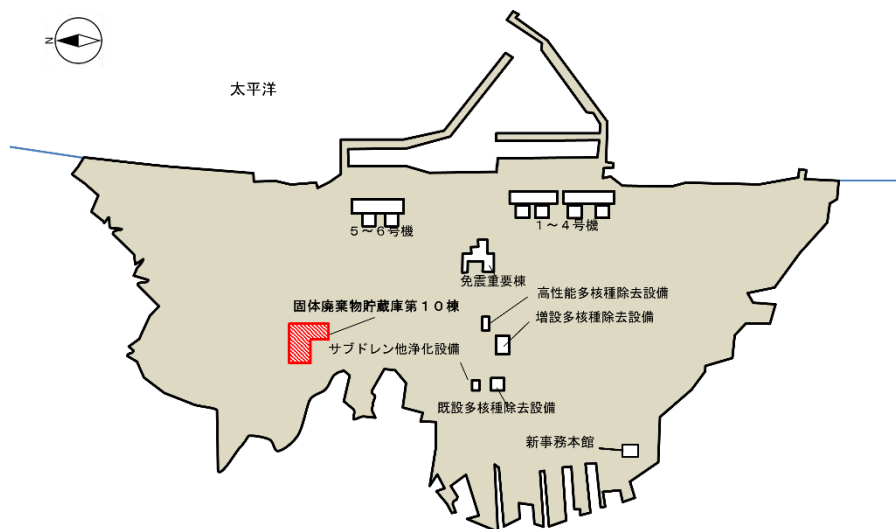 N
太平洋
5~6号機
1~4号機
免震重要棟
高性能多核種除去設備
固体廃棄物貯蔵庫第10棟
増設多核種除去設備
サブドレン他浄化設備
既設多核種除去設備
新事務本館